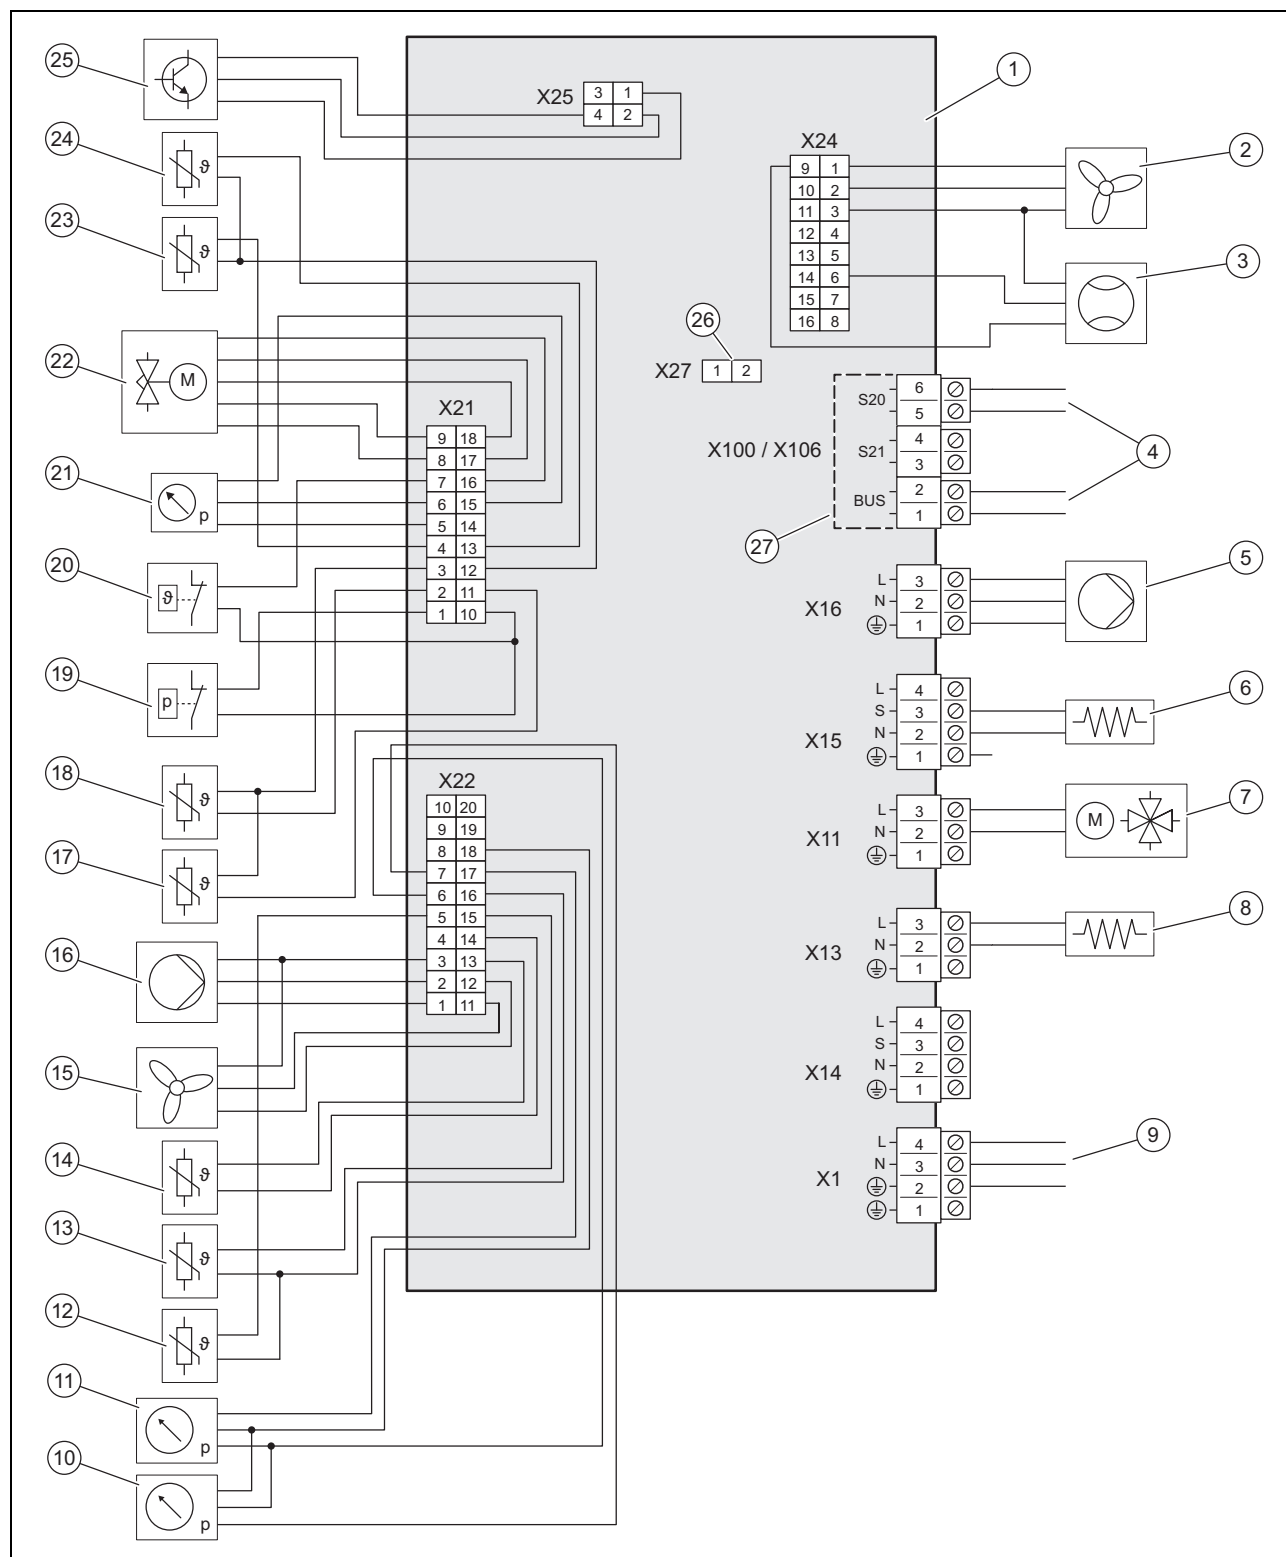 25
X25
3 1
4 2
1
24
ϑ
X24
9 1
10 2
11 3
12 4
13 5
14 6
15 7
16 8
2
23
ϑ
3
26
X27
1 2
22
M
X21
9 18
8 17
7 16
6 15
5 14
4 13
3 12
2 11
1 10
X100 / X106
S20
6
5
S21
4
3
BUS
2
1
4
27
21
p
20
ϑ
X16
L 3
N 2
1
5
19
p
X15
L 4
S 3
N 2
1
6
18
ϑ
X22
10 20
9 19
8 18
7 17
6 16
5 15
4 14
3 13
2 12
1 11
X11
L 3
N 2
1
M
7
17
ϑ
X13
L 3
N 2
1
8
16
15
X14
L 4
S 3
N 2
1
14
ϑ
X1
L 4
N 3
2
1
9
13
ϑ
12
ϑ
11
p
10
p